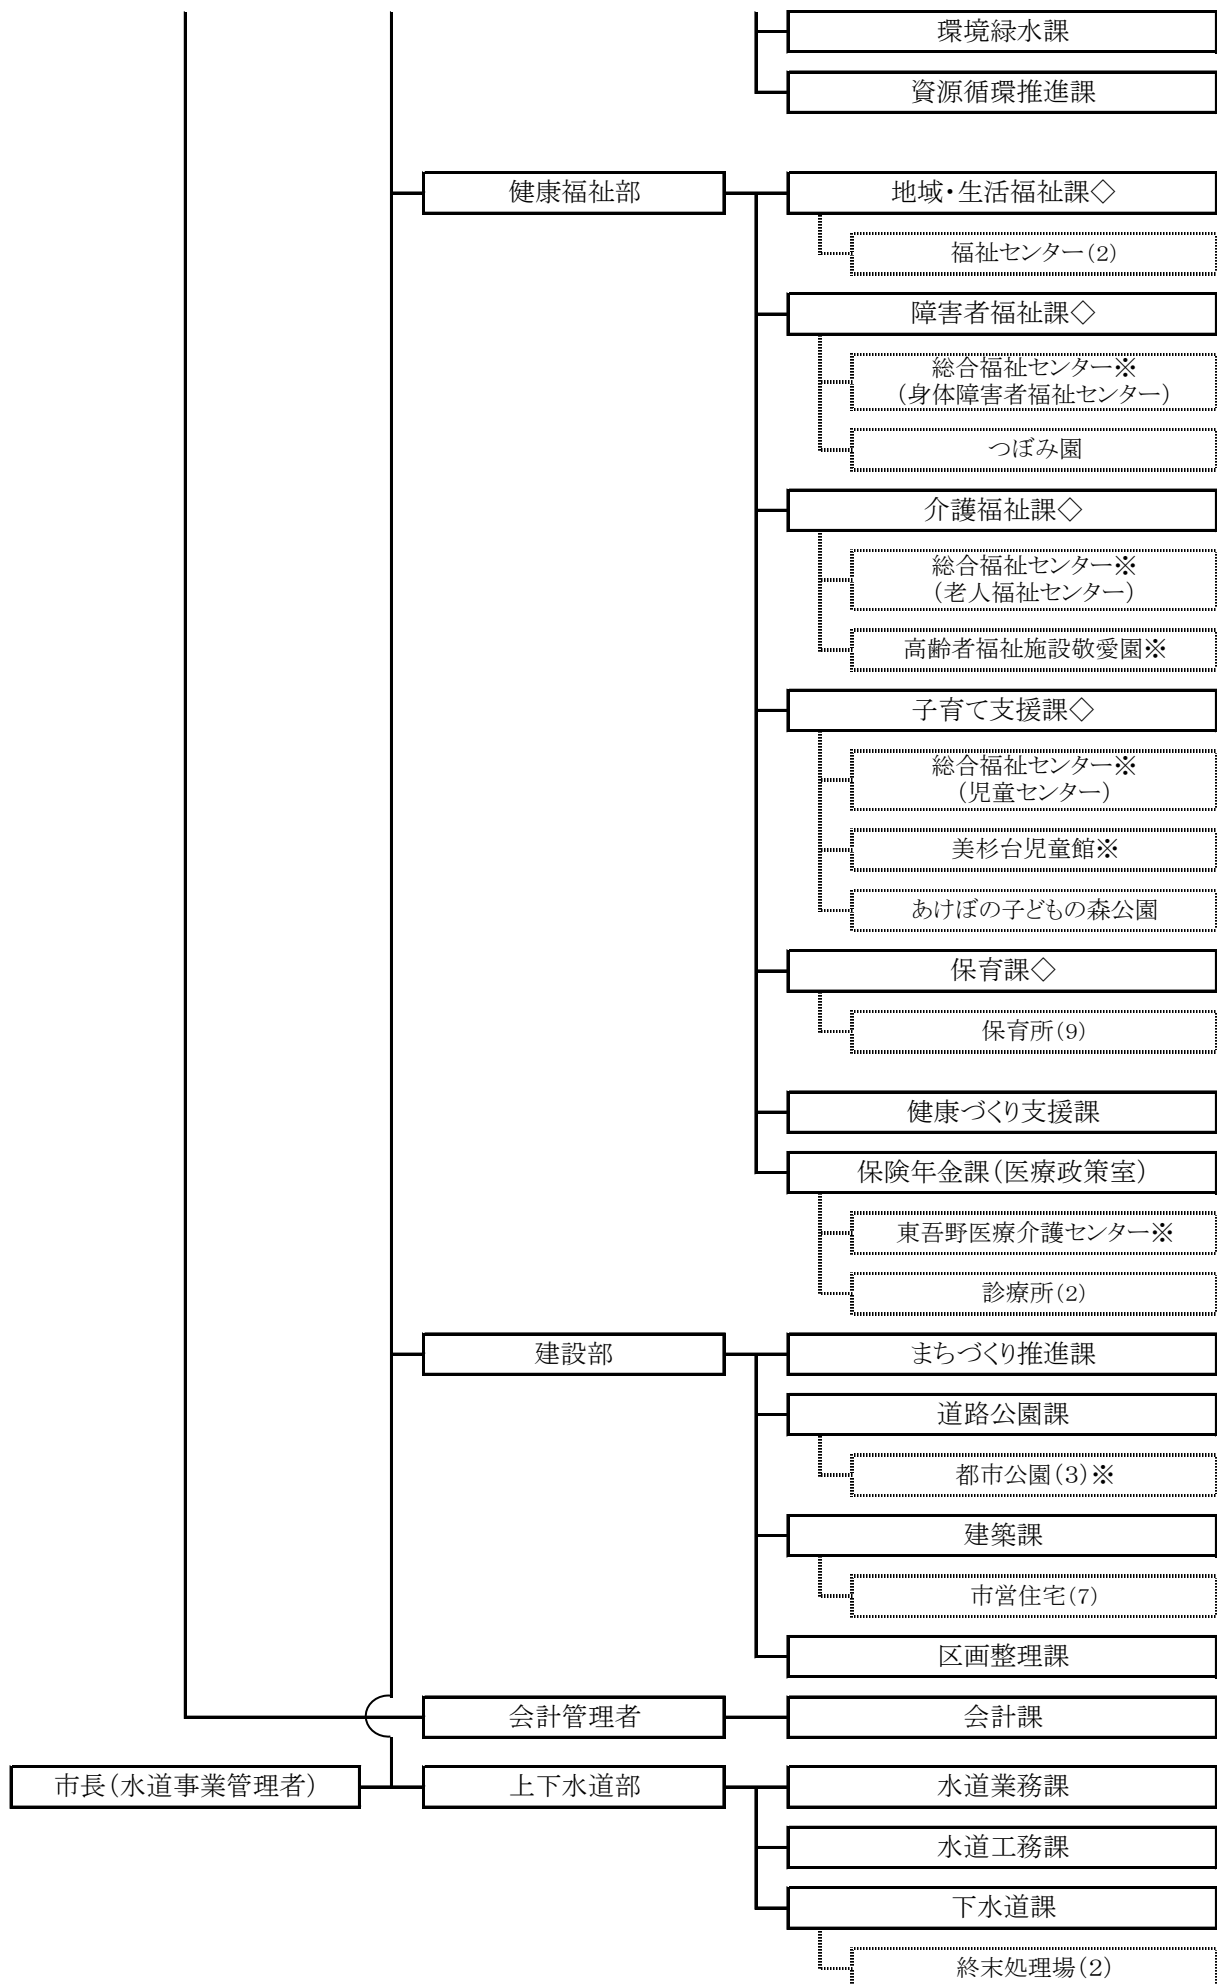 環境緑水課
資源循環推進課
健康福祉部
地域・生活福祉課◇
福祉センター(2)
障害者福祉課◇
総合福祉センター※
(身体障害者福祉センター)
つぼみ園
介護福祉課◇
総合福祉センター※
(老人福祉センター)
高齢者福祉施設敬愛園※
子育て支援課◇
総合福祉センター※
(児童センター)
美杉台児童館※
あけぼの子どもの森公園
保育課◇
保育所(9)
健康づくり支援課
保険年金課(医療政策室)
東吾野医療介護センター※
診療所(2)
建設部
まちづくり推進課
道路公園課
都市公園(3)※
建築課
市営住宅(7)
区画整理課
会計管理者
会計課
市長(水道事業管理者)
上下水道部
水道業務課
水道工務課
下水道課
終末処理場(2)